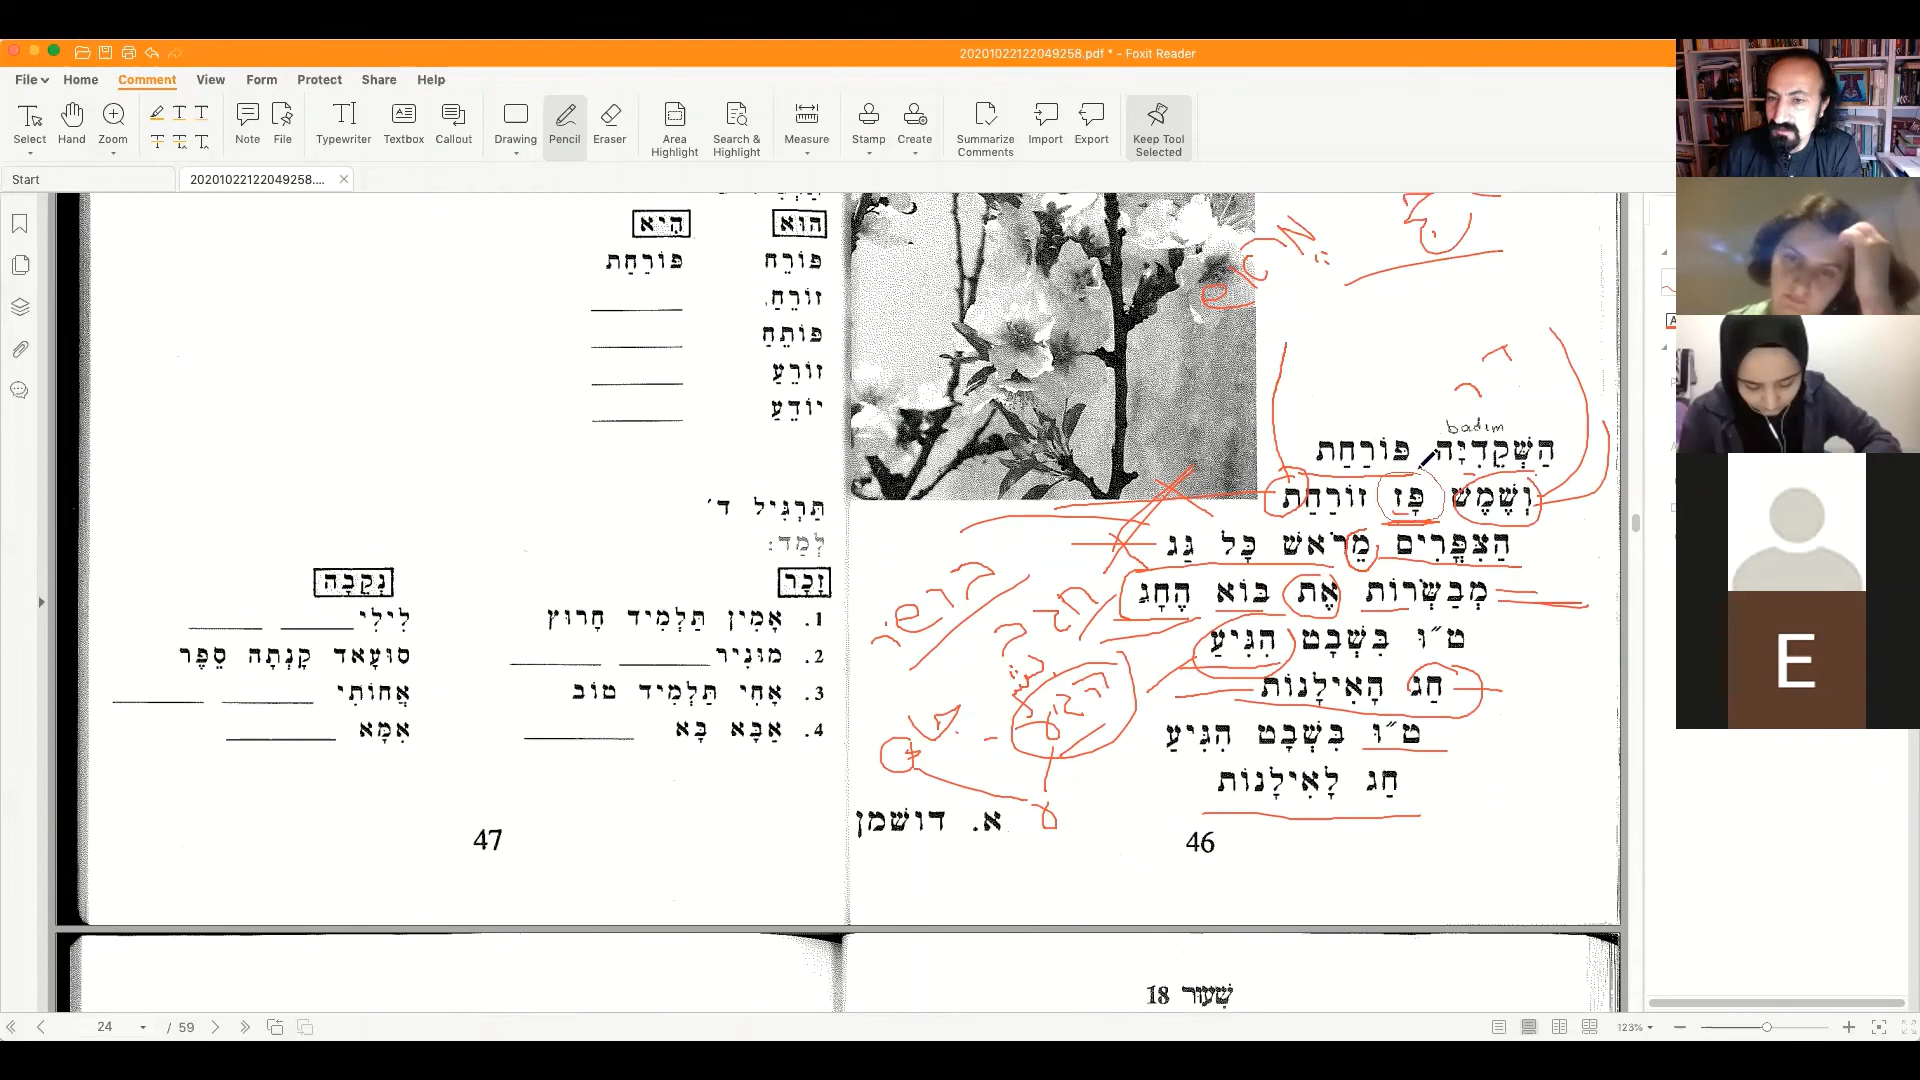 20201022122049258.pdf * - Foxit Reader
File Home Comment View Form Protect Share Help
Select Hand Zoom Note File Typewriter Textbox Callout Drawing Pencil Eraser Area Highlight Search & Highlight Measure Stamp Create Summarize Comments Import Export Keep Tool Selected
Start 20201022122049258....
הוּא הִיא
פּוֹרֵחַ פּוֹרַחַת
זוֹרֵחַ
פּוֹתֵחַ
זוֹרֵעַ
יוֹדֵעַ
תַּרְגִּיל ד׳
לְמַד:
זָכָר נְקֵבָה
1. אָמִין תַּלְמִיד חָרוּץ לִילִי
2. מוּנִיר סוּעָאד קָנְתָה סֵפֶר
3. אָחִי תַּלְמִיד טוֹב אֲחוֹתִי
4. אַבָּא בָּא אִמָּא
47
badım
הַשְּׁקֵדִיָּה פּוֹרַחַת
וְשֶׁמֶשׁ פָּז זוֹרַחַת
הַצִּפֳּרִים מֵרֹאשׁ כָּל גַּג
מְבַשְּׂרוֹת אֶת בּוֹא הֶחָג
ט״וּ בִּשְׁבָט הִגִּיעַ
חַג הָאִילָנוֹת
ט״וּ בִּשְׁבָט הִגִּיעַ
חַג לָאִילָנוֹת
א. דושמן
46
שִׁעוּר 18
E
24 / 59
123%